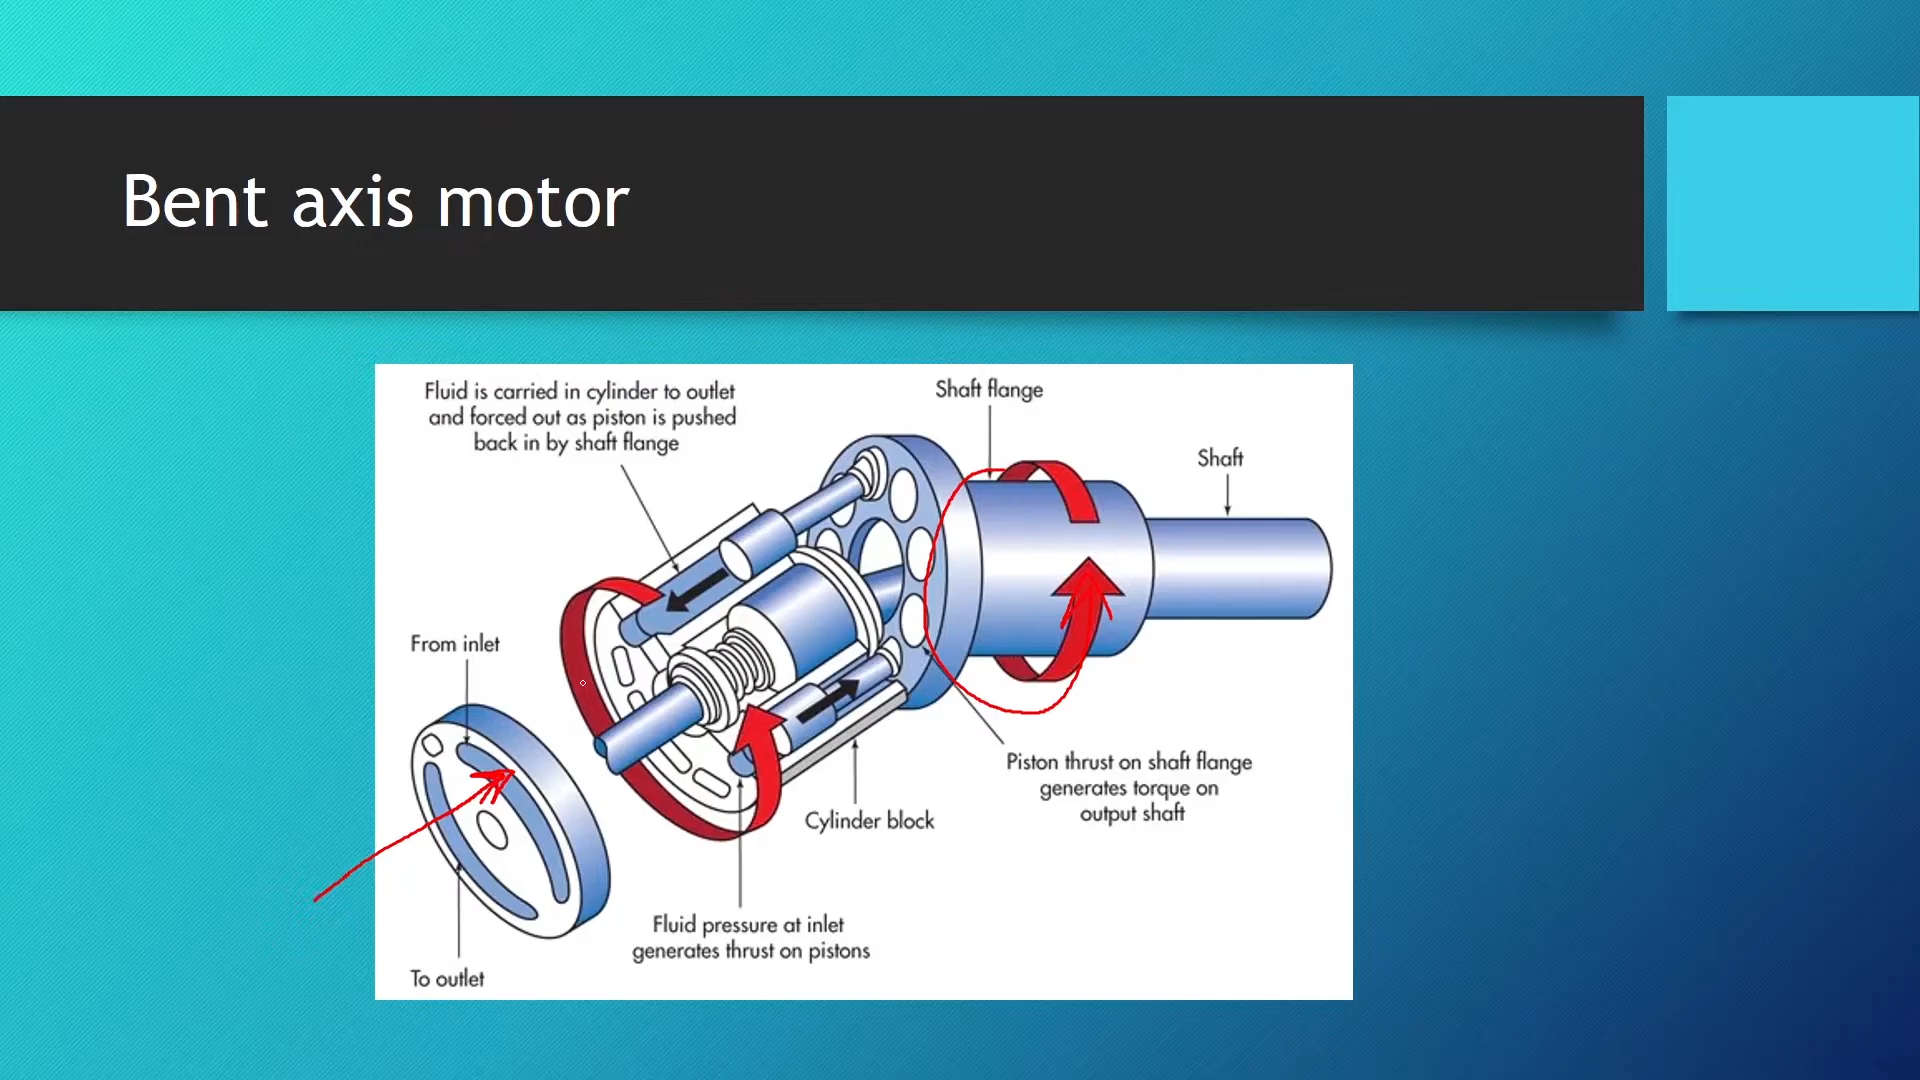 Bent axis motor
Fluid is carried in cylinder to outlet
and forced out as piston is pushed
back in by shaft flange
Shaft flange
Shaft
From inlet
Piston thrust on shaft flange
generates torque on
output shaft
Cylinder block
Fluid pressure at inlet
generates thrust on pistons
To outlet